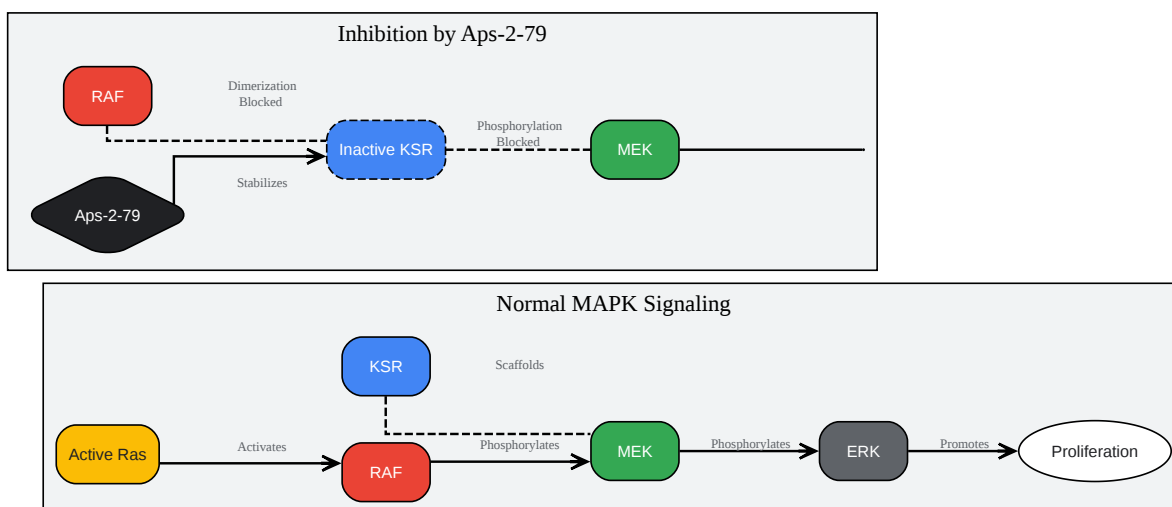 Inhibition by Aps-2-79
RAF
Dimerization
Blocked
Inactive KSR
Phosphorylation
Blocked
MEK
Stabilizes
Aps-2-79
Normal MAPK Signaling
KSR
Scaffolds
Active Ras
Activates
RAF
Phosphorylates
MEK
Phosphorylates
ERK
Promotes
Proliferation